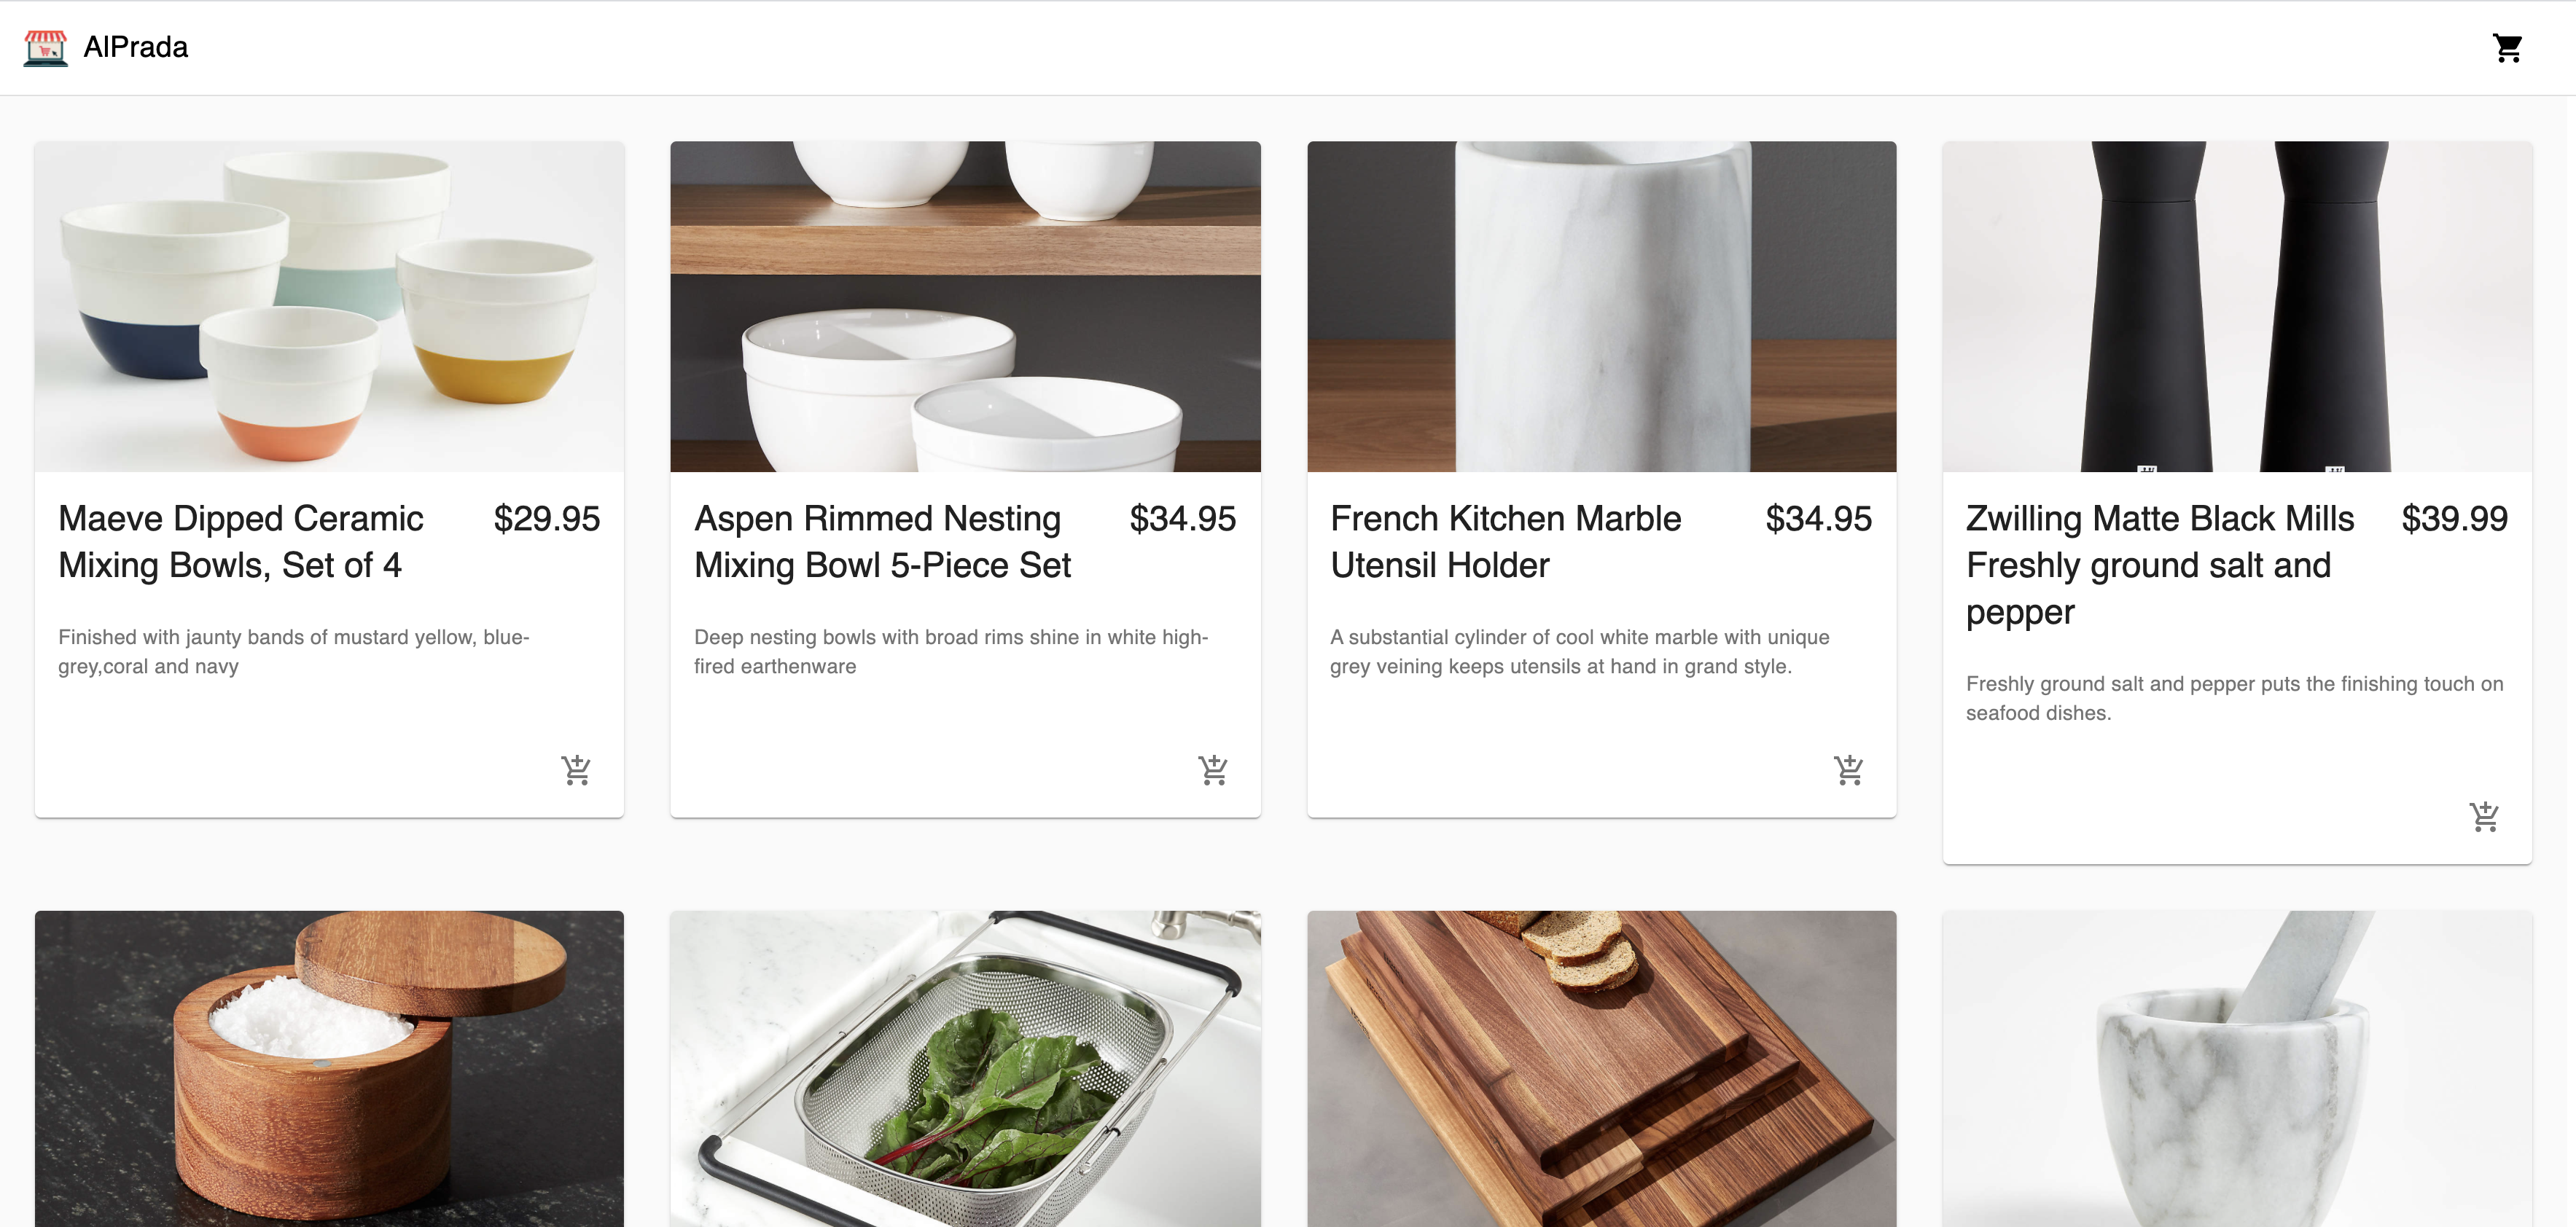 AlPrada
Maeve Dipped Ceramic
Mixing Bowls, Set of 4
$29.95
Finished with jaunty bands of mustard yellow, blue-
grey,coral and navy
Aspen Rimmed Nesting
Mixing Bowl 5-Piece Set
$34.95
Deep nesting bowls with broad rims shine in white high-
fired earthenware
French Kitchen Marble
Utensil Holder
$34.95
A substantial cylinder of cool white marble with unique
grey veining keeps utensils at hand in grand style.
Zwilling Matte Black Mills
Freshly ground salt and
pepper
$39.99
Freshly ground salt and pepper puts the finishing touch on
seafood dishes.